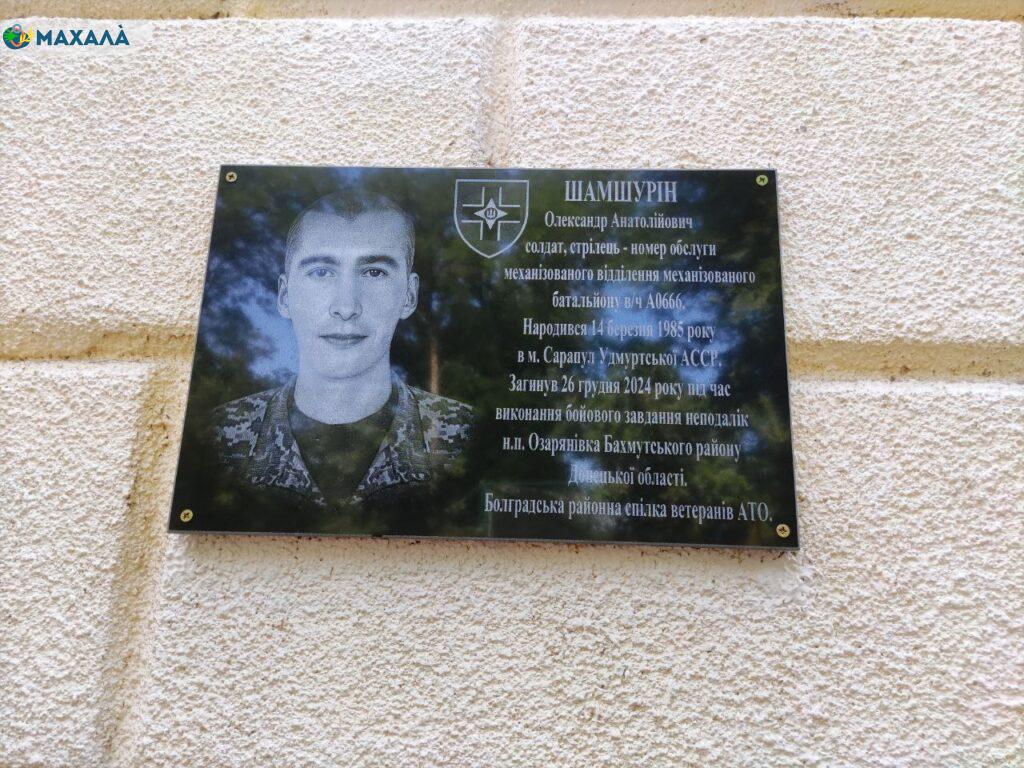 МАХАЛÀ
ШАМШУРІН
Олександр Анатолійович
солдат, стрілець - номер обслуги
механізованого відділення механізованого
батальйону в/ч А0666.
Народився 14 березня 1985 року
в м. Сарапул Удмуртської АССР.
Загинув 26 грудня 2024 року під час
виконання бойового завдання неподалік
н.п. Озарянівка Бахмутського району
Донецької області.
Болградська районна спілка ветеранів АТО.